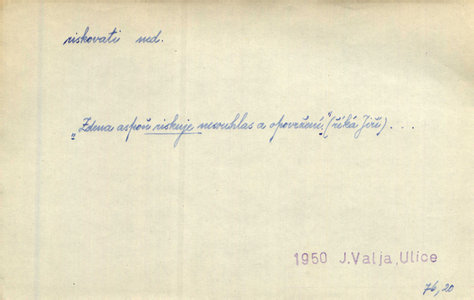 riskovati ned.
„Zdena aspoň riskuje nesouhlas a opovržení.“ (říká Jiří) . . .
1950 J.Valja,Ulice
76,20